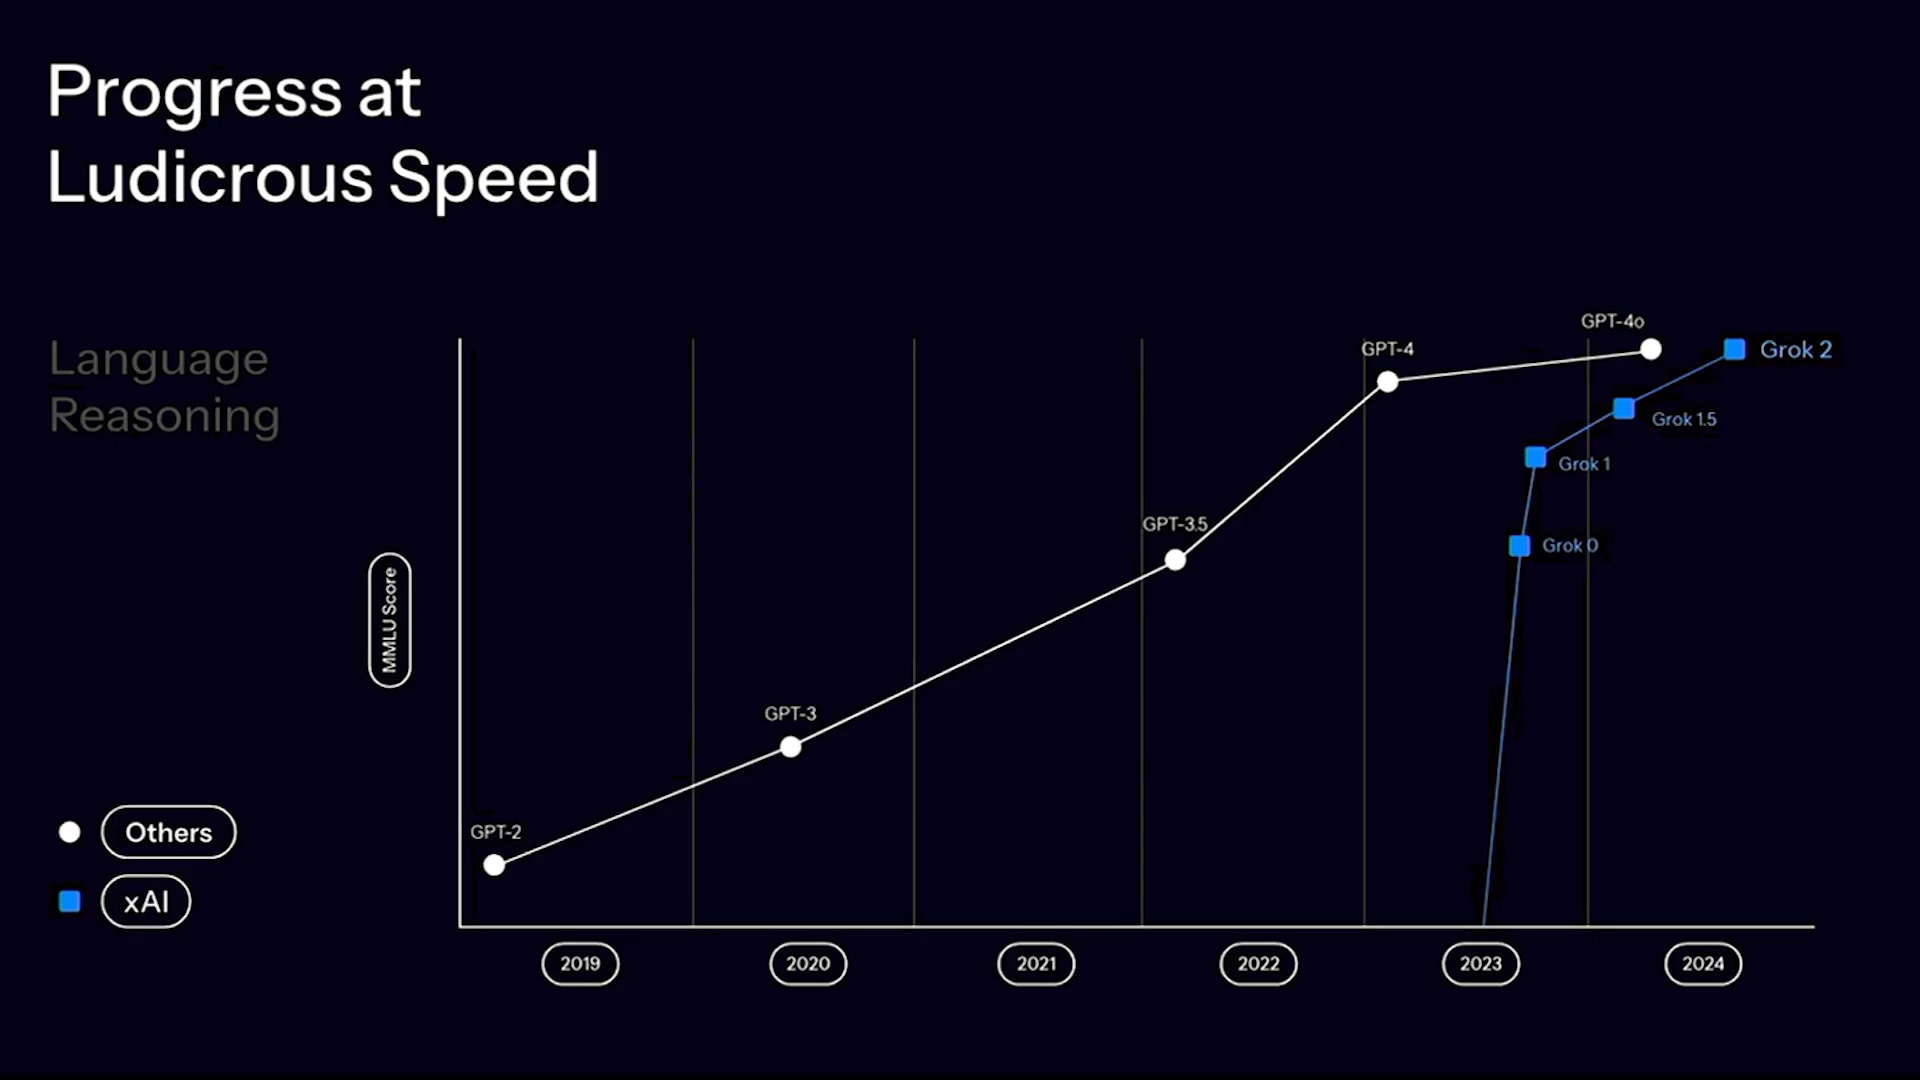 Progress at
Ludicrous Speed
Language
Reasoning
MMLU Score
GPT-2
GPT-3
GPT-3.5
GPT-4
GPT-4o
Grok 2
Grok 1.5
Grok 1
Grok 0
Others
xAI
2019
2020
2021
2022
2023
2024